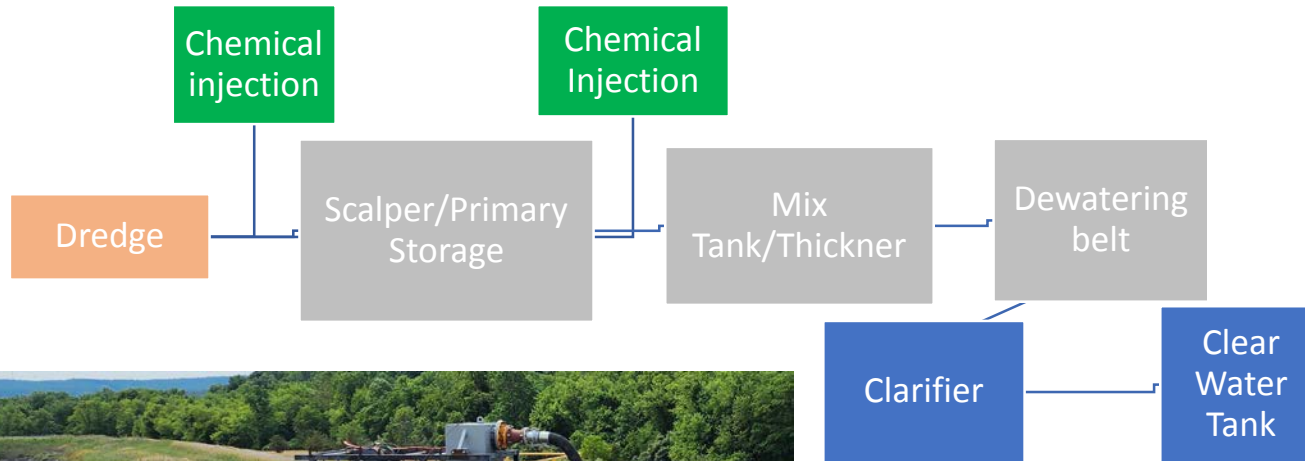 Chemical
injection
Chemical
Injection
Dredge
Scalper/Primary
Storage
Mix
Tank/Thickner
Dewatering
belt
Clarifier
Clear
Water
Tank